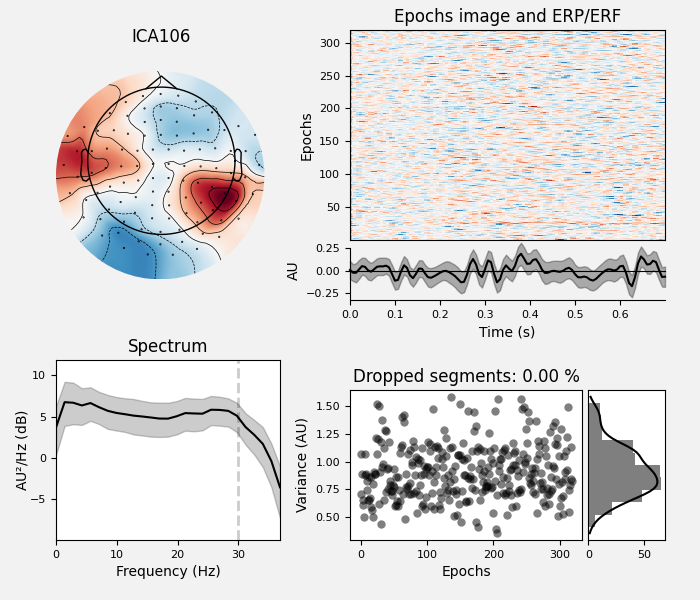 ICA106
Epochs image and ERP/ERF
Epochs
300
250
200
150
100
50
AU
0.25
0.00
−0.25
0.0 0.1 0.2 0.3 0.4 0.5 0.6
Time (s)
Spectrum
AU²/Hz (dB)
10
5
0
−5
0 10 20 30
Frequency (Hz)
Dropped segments: 0.00 %
Variance (AU)
1.50
1.25
1.00
0.75
0.50
0 100 200 300
Epochs
0 50